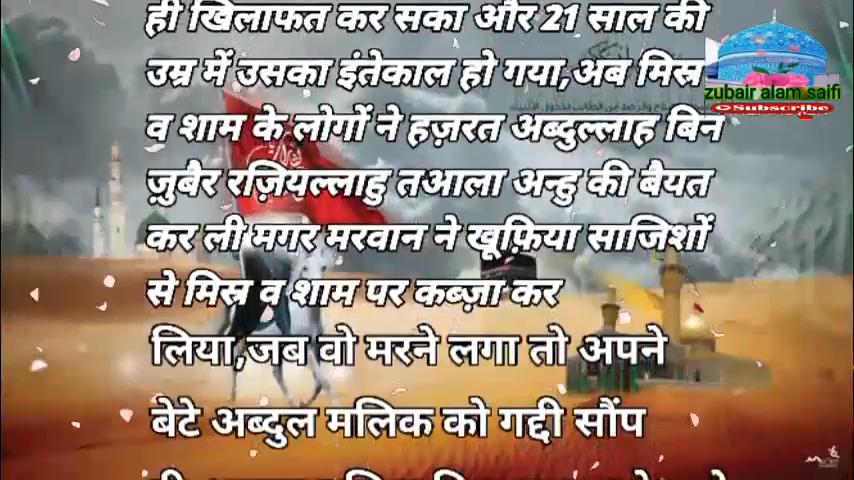 ही खिलाफत कर सका और 21 साल की
उम्र में उसका इंतेकाल हो गया,अब मिस्र
व शाम के लोगों ने हज़रत अब्दुल्लाह बिन
ज़ुबैर रज़ियल्लाहु तआला अन्हु की बैयत
कर ली मगर मरवान ने खूफ़िया साजिशों
से मिस्र व शाम पर कब्ज़ा कर
लिया,जब वो मरने लगा तो अपने
बेटे अब्दुल मलिक को गद्दी सौंप
zubair alam saifi
Subscribe